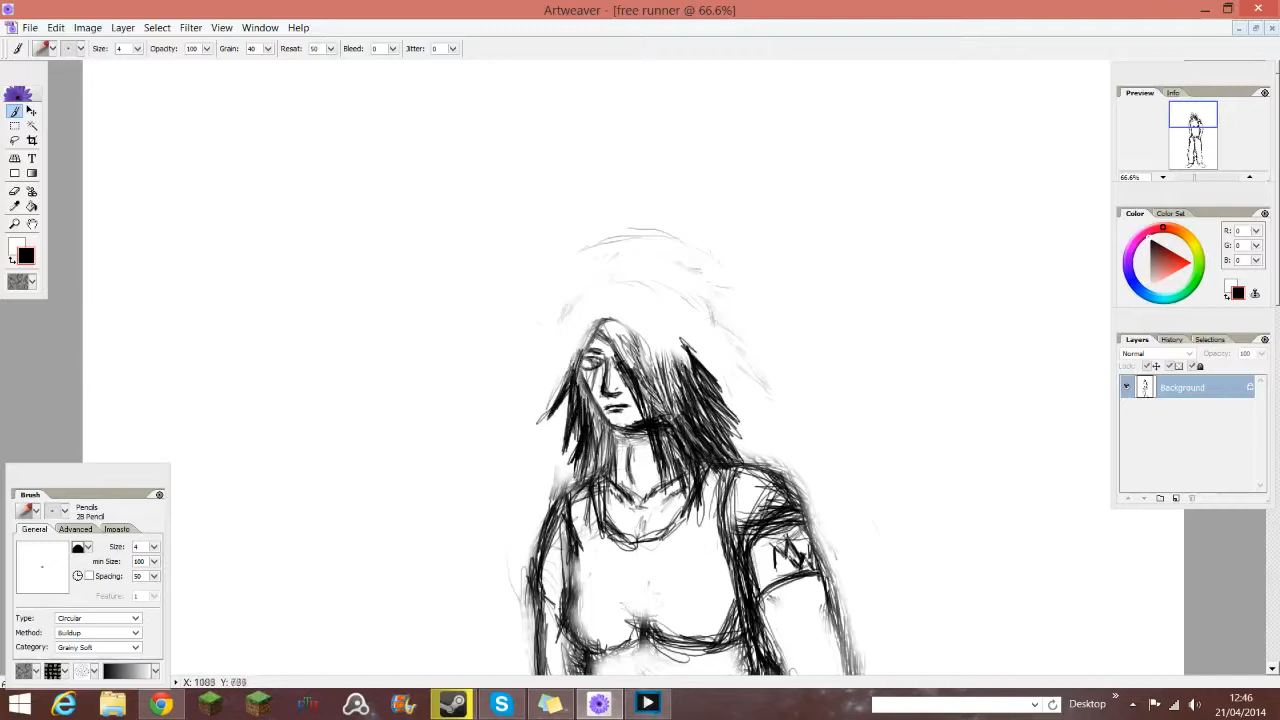 Artweaver - [free runner @ 66.6%]
File Edit Image Layer Select Filter View Window Help
Size: 4 Opacity: 100 Grain: 40 Resat: 50 Bleed: 0 Jitter: 0
Preview Info
66.6%
Color Color Set
R: 0
G: 0
B: 0
Layers History Selections
Normal Opacity: 100
Lock:
Background
Brush
Pencils
2B Pencil
General Advanced Impasto
Size: 4
min Size: 100
Spacing: 50
Feature: 1
Type: Circular
Method: Buildup
Category: Grainy Soft
Desktop
12:46
21/04/2014